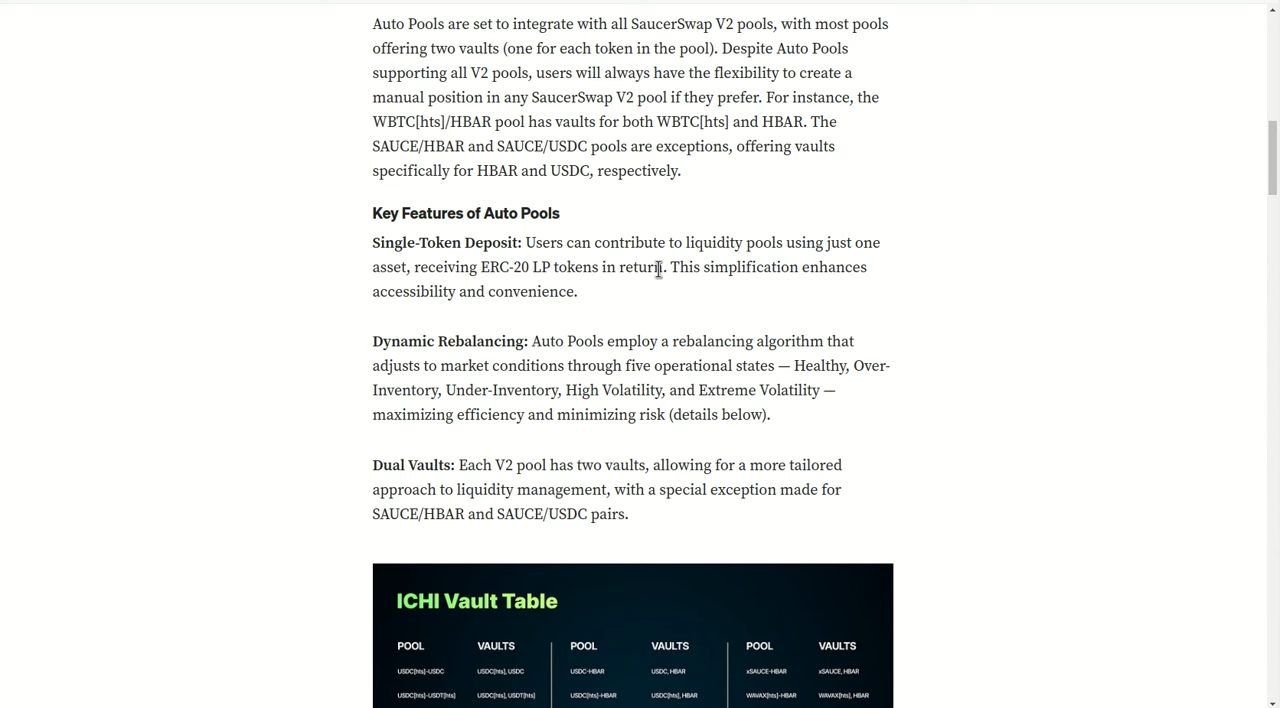 Auto Pools are set to integrate with all SaucerSwap V2 pools, with most pools
offering two vaults (one for each token in the pool). Despite Auto Pools
supporting all V2 pools, users will always have the flexibility to create a
manual position in any SaucerSwap V2 pool if they prefer. For instance, the
WBTC[hts]/HBAR pool has vaults for both WBTC[hts] and HBAR. The
SAUCE/HBAR and SAUCE/USDC pools are exceptions, offering vaults
specifically for HBAR and USDC, respectively.
Key Features of Auto Pools
Single-Token Deposit: Users can contribute to liquidity pools using just one
asset, receiving ERC-20 LP tokens in return. This simplification enhances
accessibility and convenience.
Dynamic Rebalancing: Auto Pools employ a rebalancing algorithm that
adjusts to market conditions through five operational states — Healthy, Over-
Inventory, Under-Inventory, High Volatility, and Extreme Volatility —
maximizing efficiency and minimizing risk (details below).
Dual Vaults: Each V2 pool has two vaults, allowing for a more tailored
approach to liquidity management, with a special exception made for
SAUCE/HBAR and SAUCE/USDC pairs.
ICHI Vault Table
POOL VAULTS POOL VAULTS POOL VAULTS
USDC[hts]-USDC USDC[hts], USDC USDC-HBAR USDC, HBAR xSAUCE-HBAR xSAUCE, HBAR
USDC[hts]-USDT[hts] USDC[hts], USDT[hts] USDC[hts]-HBAR USDC[hts], HBAR WAVAX[hts]-HBAR WAVAX[hts], HBAR